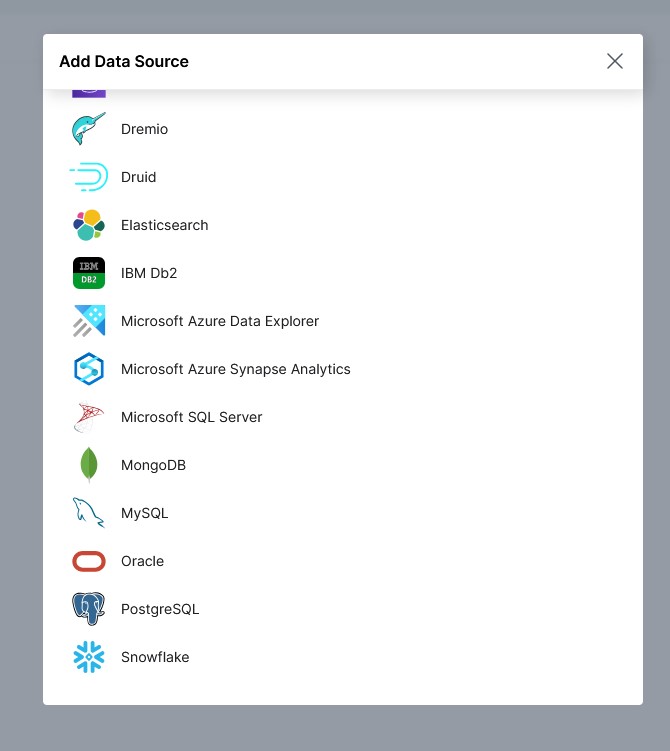 Add Data Source
Dremio
Druid
Elasticsearch
IBM
DB2
IBM Db2
Microsoft Azure Data Explorer
Microsoft Azure Synapse Analytics
Microsoft SQL Server
MongoDB
MySQL
Oracle
PostgreSQL
Snowflake